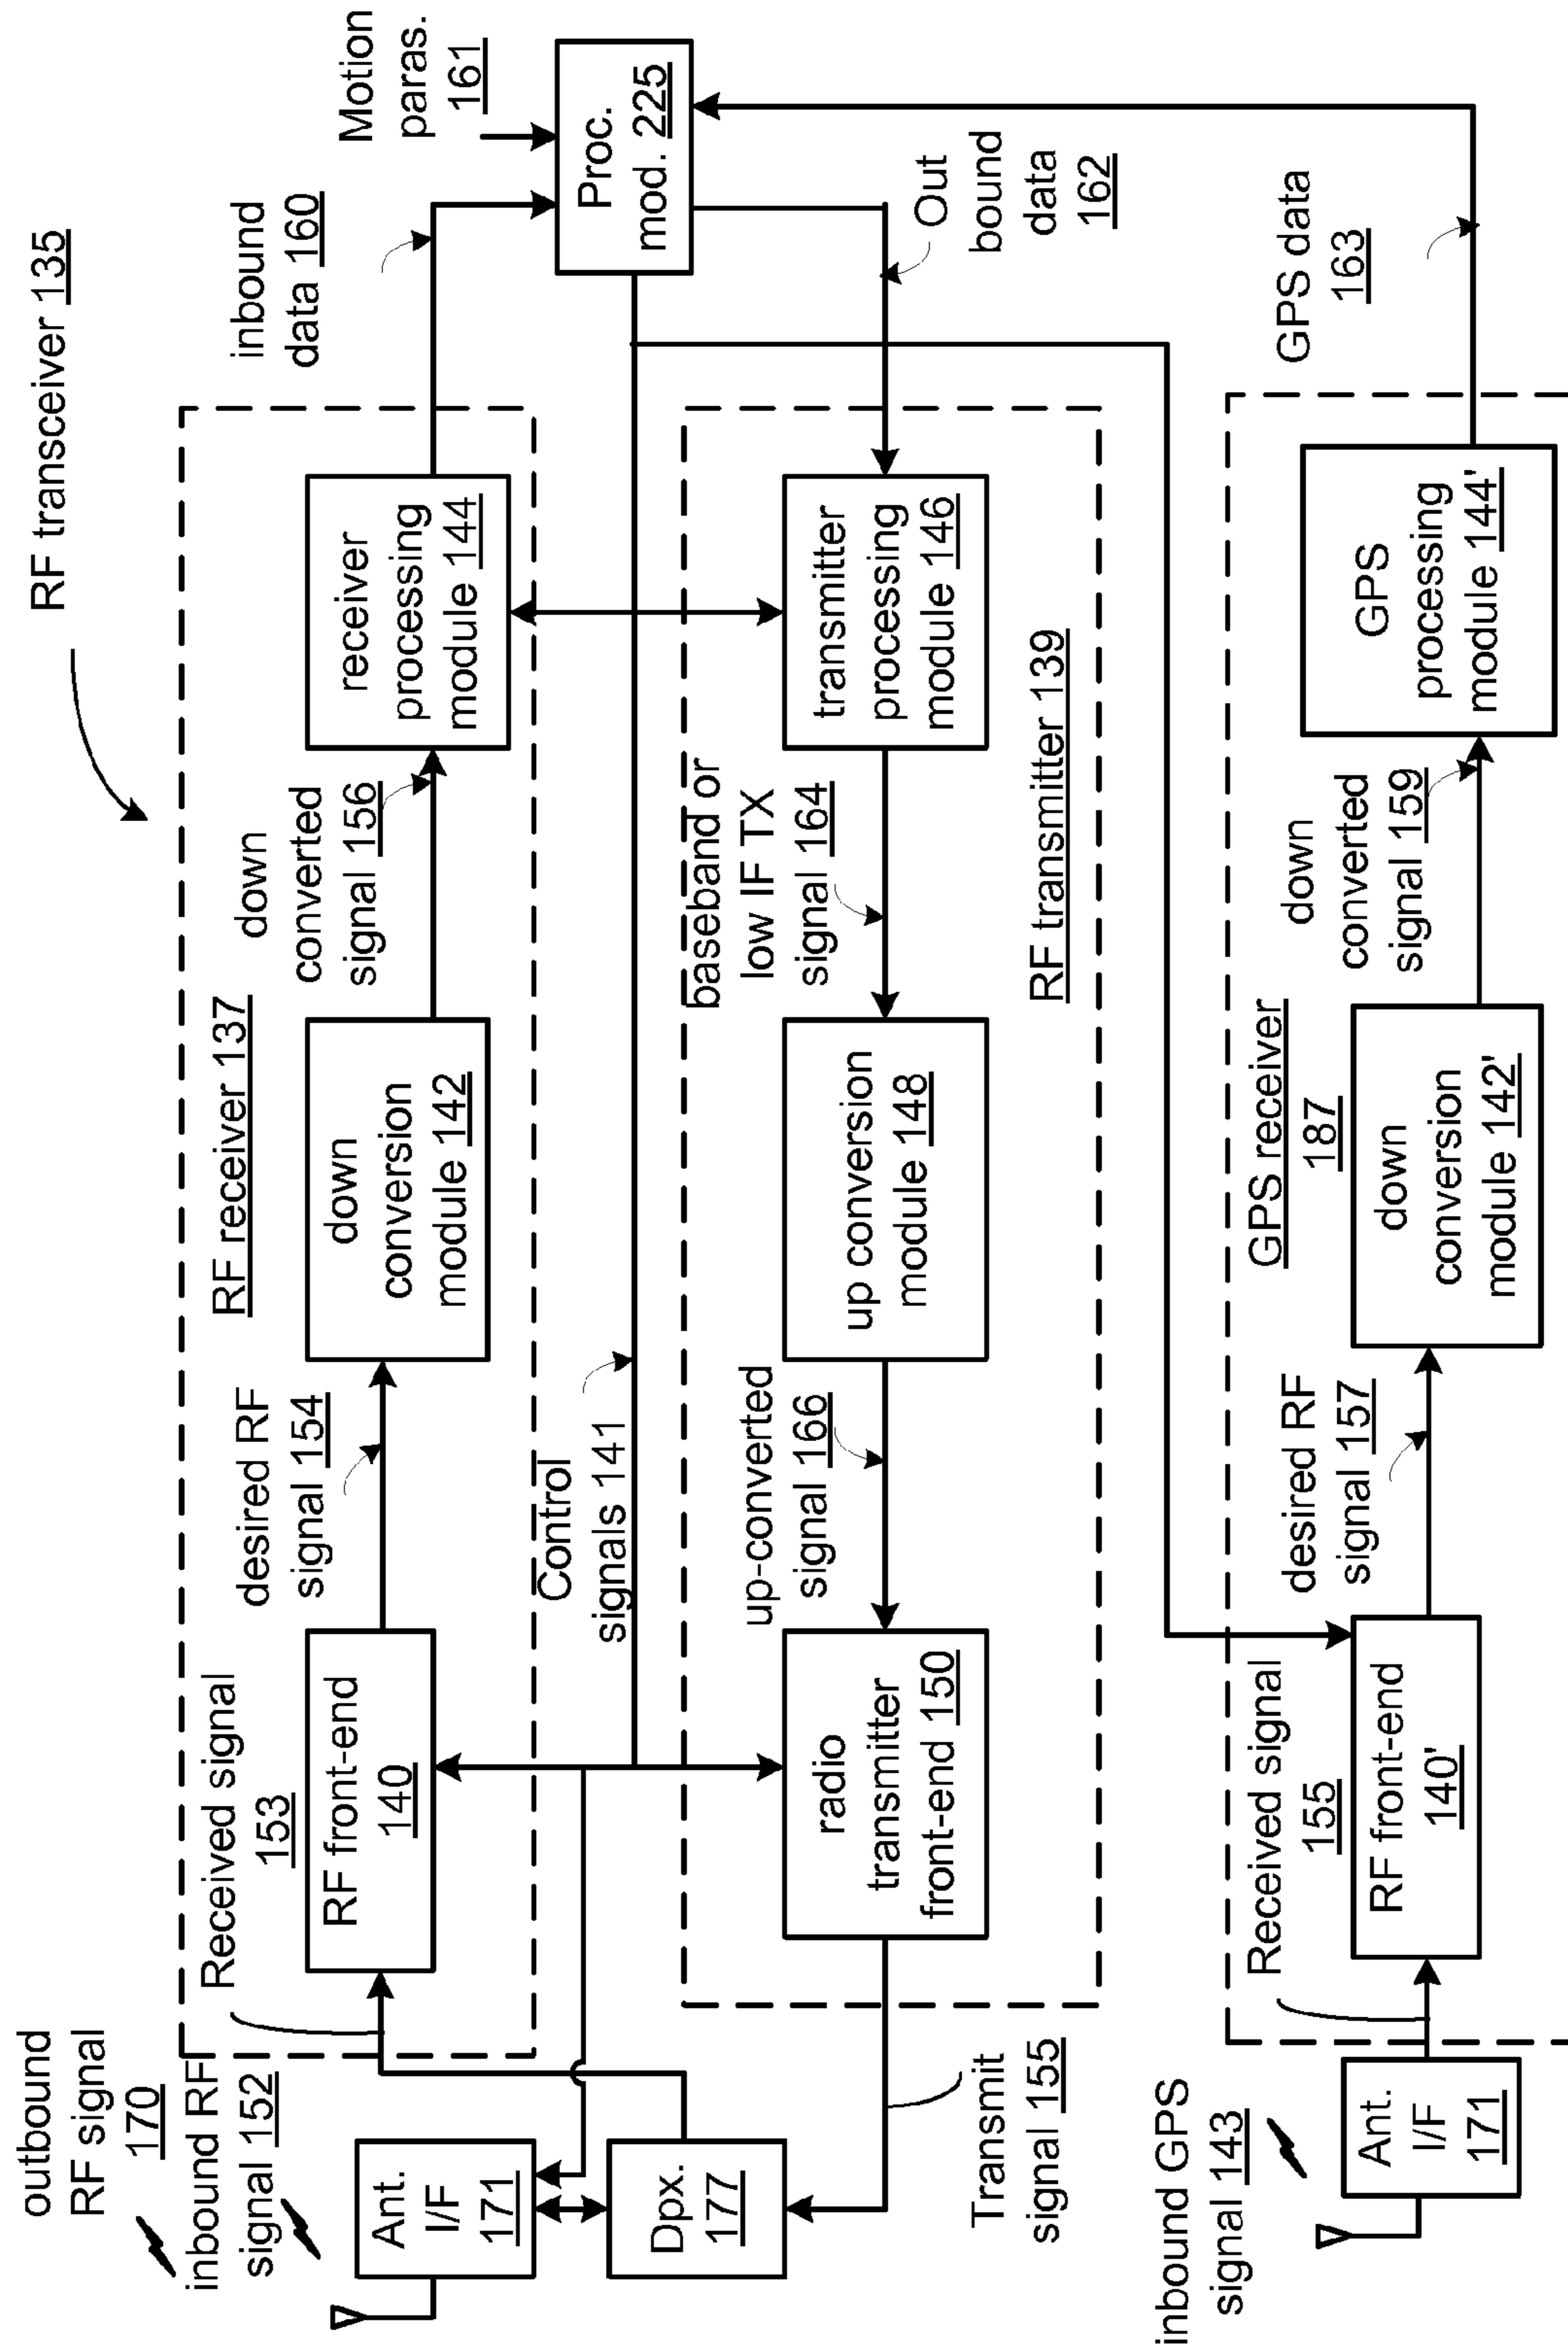 RF transceiver 135
outbound
RF signal
170
inbound RF
signal 152
Ant.
I/F
171
Dpx.
177
Received signal
153
RF front-end
140
desired RF
signal 154
RF receiver 137
down
conversion
module 142
down
converted
signal 156
receiver
processing
module 144
inbound
data 160
Motion
paras.
161
Proc.
mod. 225
Control
signals 141
Transmit
signal 155
radio
transmitter
front-end 150
up-converted
signal 166
up conversion
module 148
baseband or
low IF TX
signal 164
transmitter
processing
module 146
RF transmitter 139
Out
bound
data
162
inbound GPS
signal 143
Ant.
I/F
171
Received signal
155
RF front-end
140'
desired RF
signal 157
GPS receiver
187
down
conversion
module 142'
down
converted
signal 159
GPS
processing
module 144'
GPS data
163